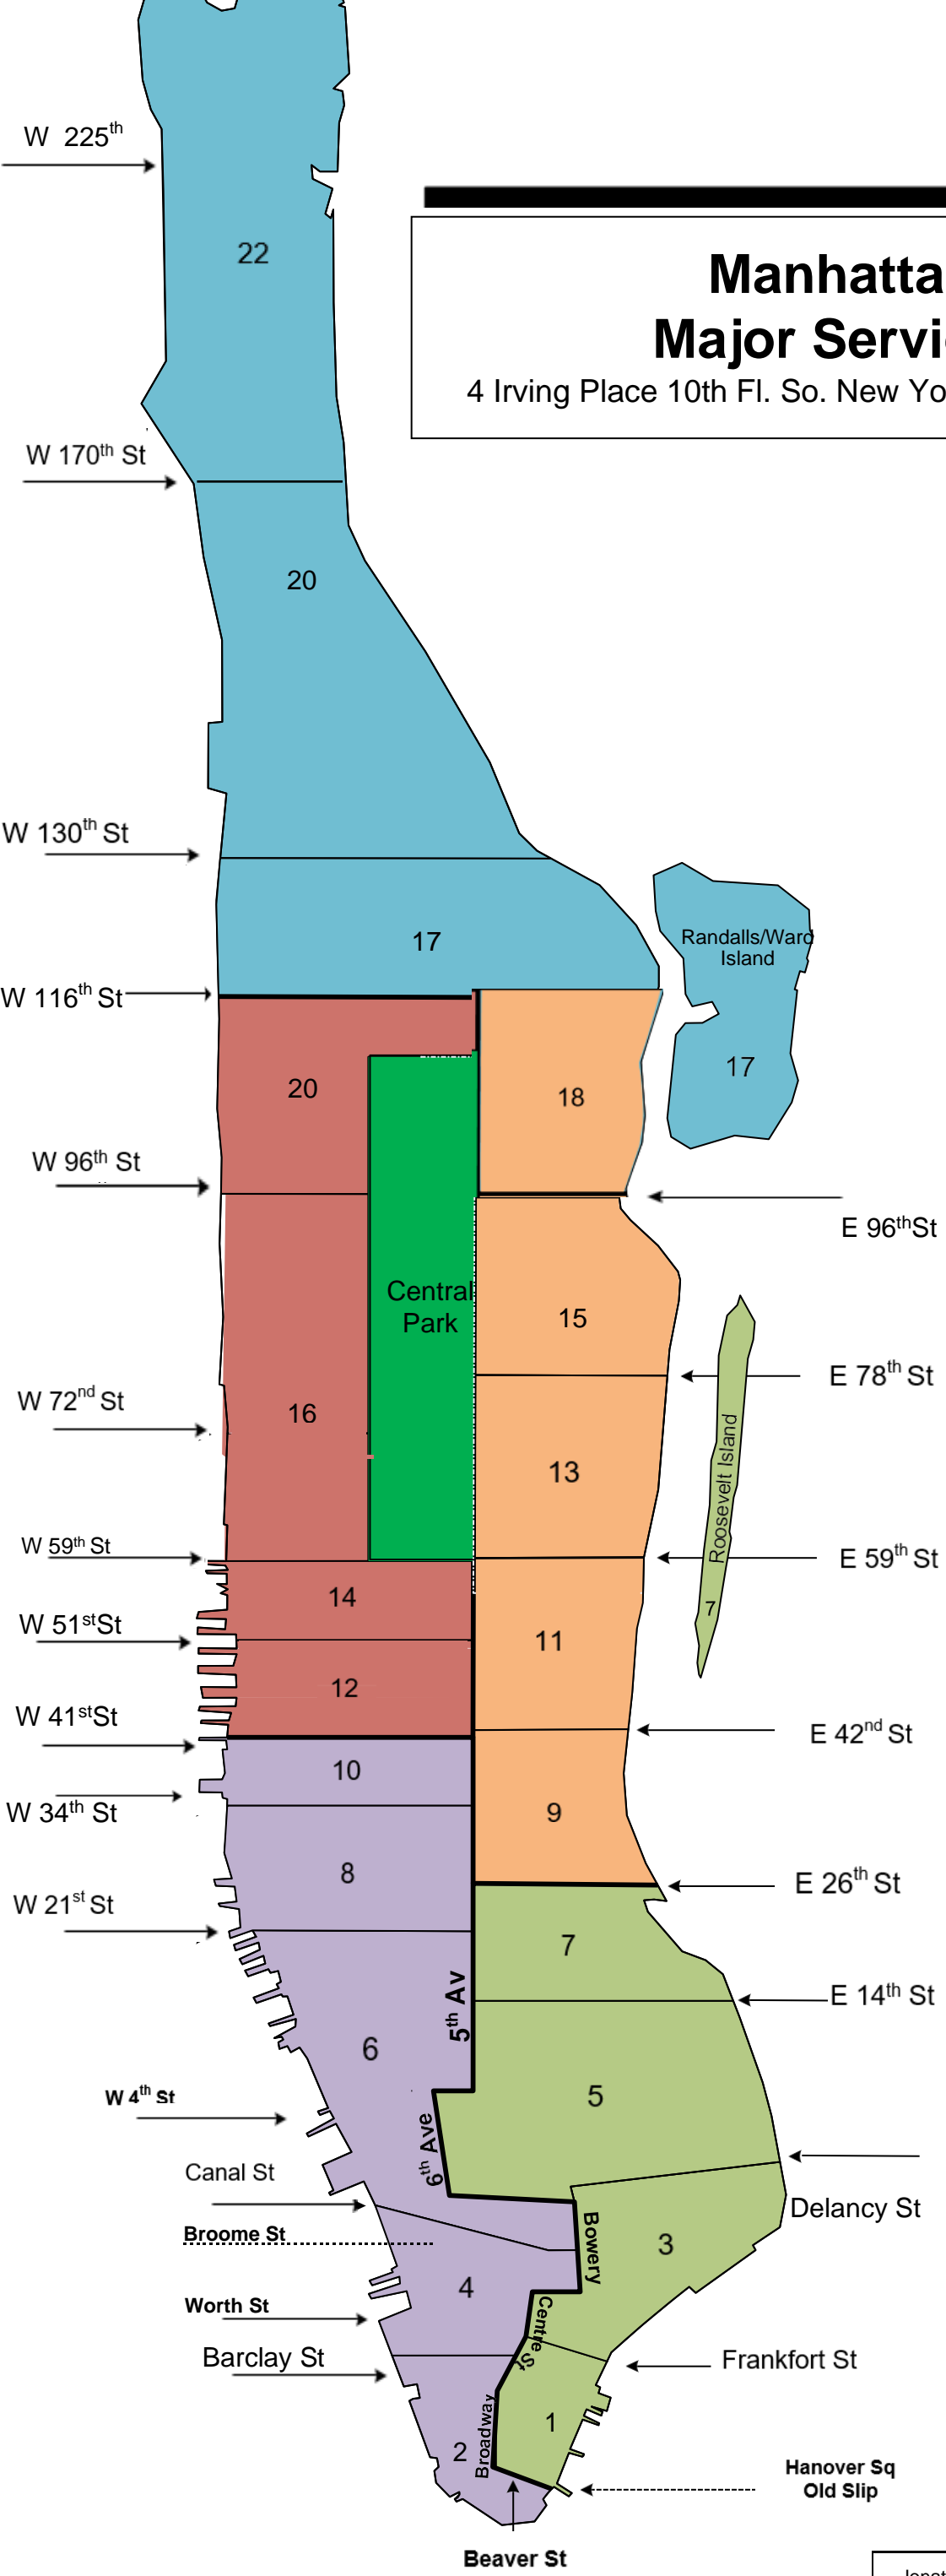 W 225th
22
Manhatta
Major Servi
4 Irving Place 10th Fl. So. New Yo
W 170th St
20
W 130th St
Randalls/Ward
Island
17
W 116th St
17
20
18
W 96th St
E 96thSt
Central
Park
15
E 78th St
W 72nd St
16
13
Roosevelt Island
7
W 59th St
E 59th St
14
W 51stSt
11
12
W 41stSt
E 42nd St
10
9
W 34th St
8
E 26th St
W 21st St
7
5th Av
E 14th St
6
5
W 4th St
6th Ave
Canal St
Delancy St
Broome St
Bowery
3
4
Worth St
Centre St
Barclay St
Frankfort St
1
2
Broadway
Hanover Sq
Old Slip
Beaver St